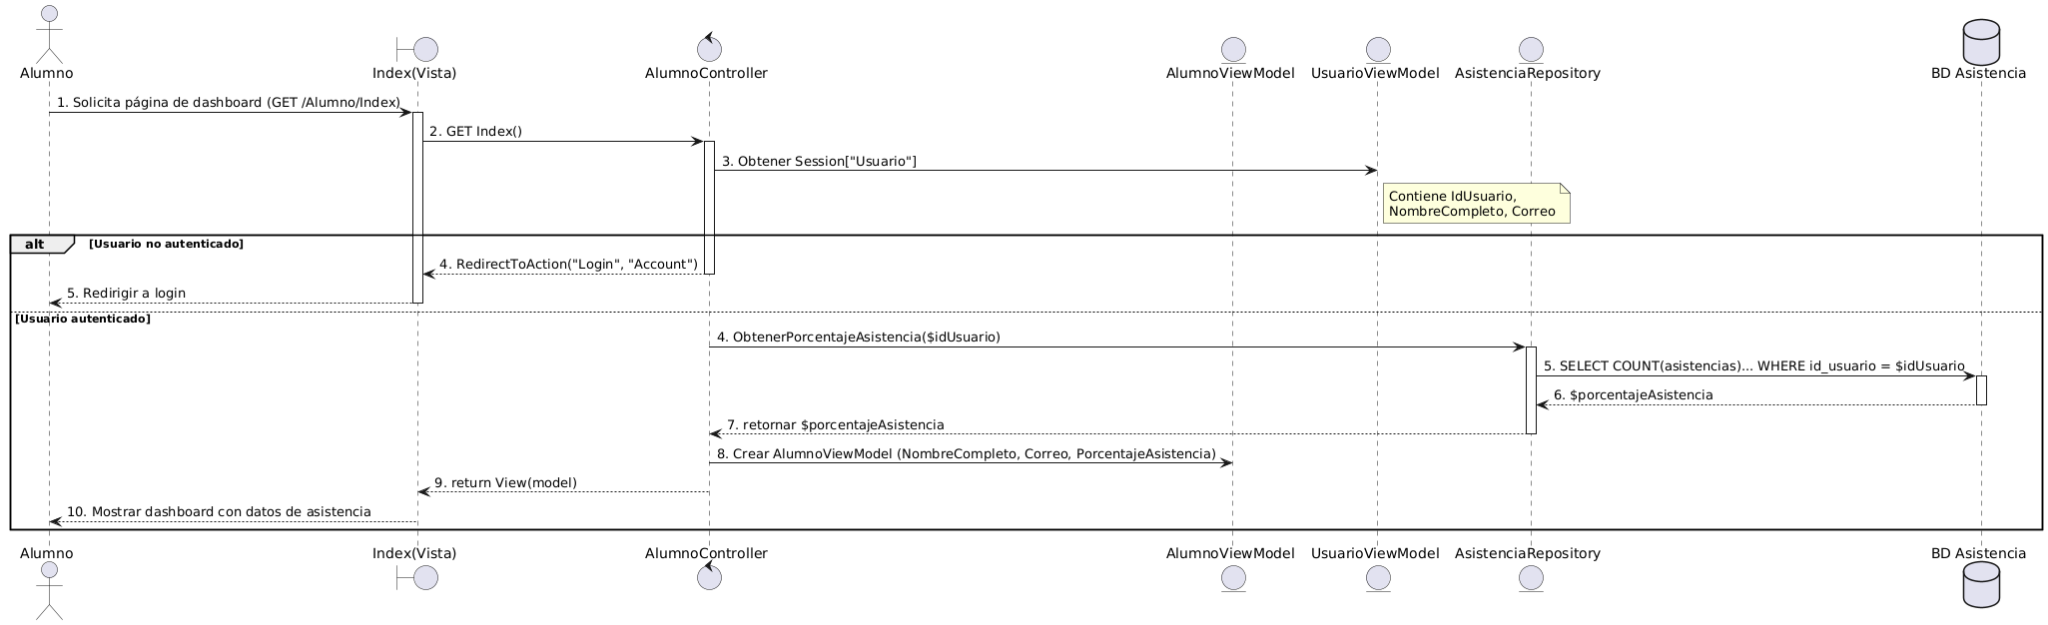 Alumno
Index(Vista)
AlumnoController
AlumnoViewModel
UsuarioViewModel
AsistenciaRepository
BD Asistencia
1. Solicita página de dashboard (GET /Alumno/Index)
2. GET Index()
3. Obtener Session["Usuario"]
Contiene IdUsuario,
NombreCompleto, Correo
alt
[Usuario no autenticado]
4. RedirectToAction("Login", "Account")
5. Redirigir a login
[Usuario autenticado]
4. ObtenerPorcentajeAsistencia($idUsuario)
5. SELECT COUNT(asistencias)... WHERE id_usuario = $idUsuario
6. $porcentajeAsistencia
7. retornar $porcentajeAsistencia
8. Crear AlumnoViewModel (NombreCompleto, Correo, PorcentajeAsistencia)
9. return View(model)
10. Mostrar dashboard con datos de asistencia
Alumno
Index(Vista)
AlumnoController
AlumnoViewModel
UsuarioViewModel
AsistenciaRepository
BD Asistencia